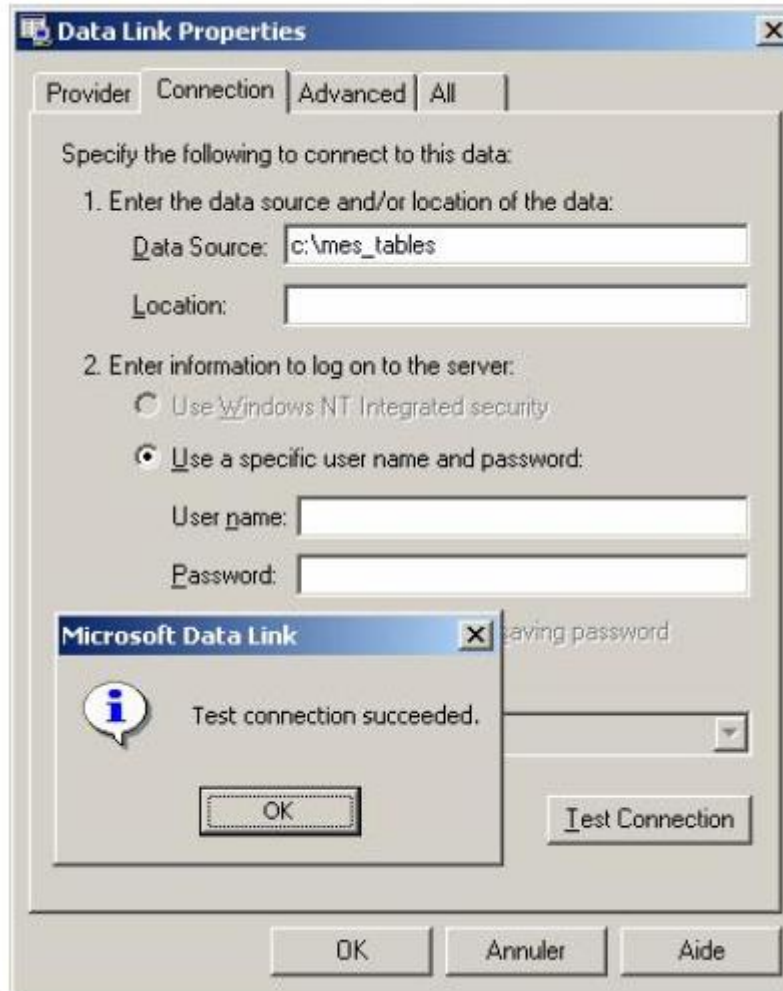 Data Link Properties
Provider Connection Advanced All
Specify the following to connect to this data:
1. Enter the data source and/or location of the data:
Data Source: c:\mes_tables
Location:
2. Enter information to log on to the server:
Use Windows NT Integrated security
Use a specific user name and password:
User name:
Password:
saving password
Microsoft Data Link
Test connection succeeded.
OK
Test Connection
OK Annuler Aide